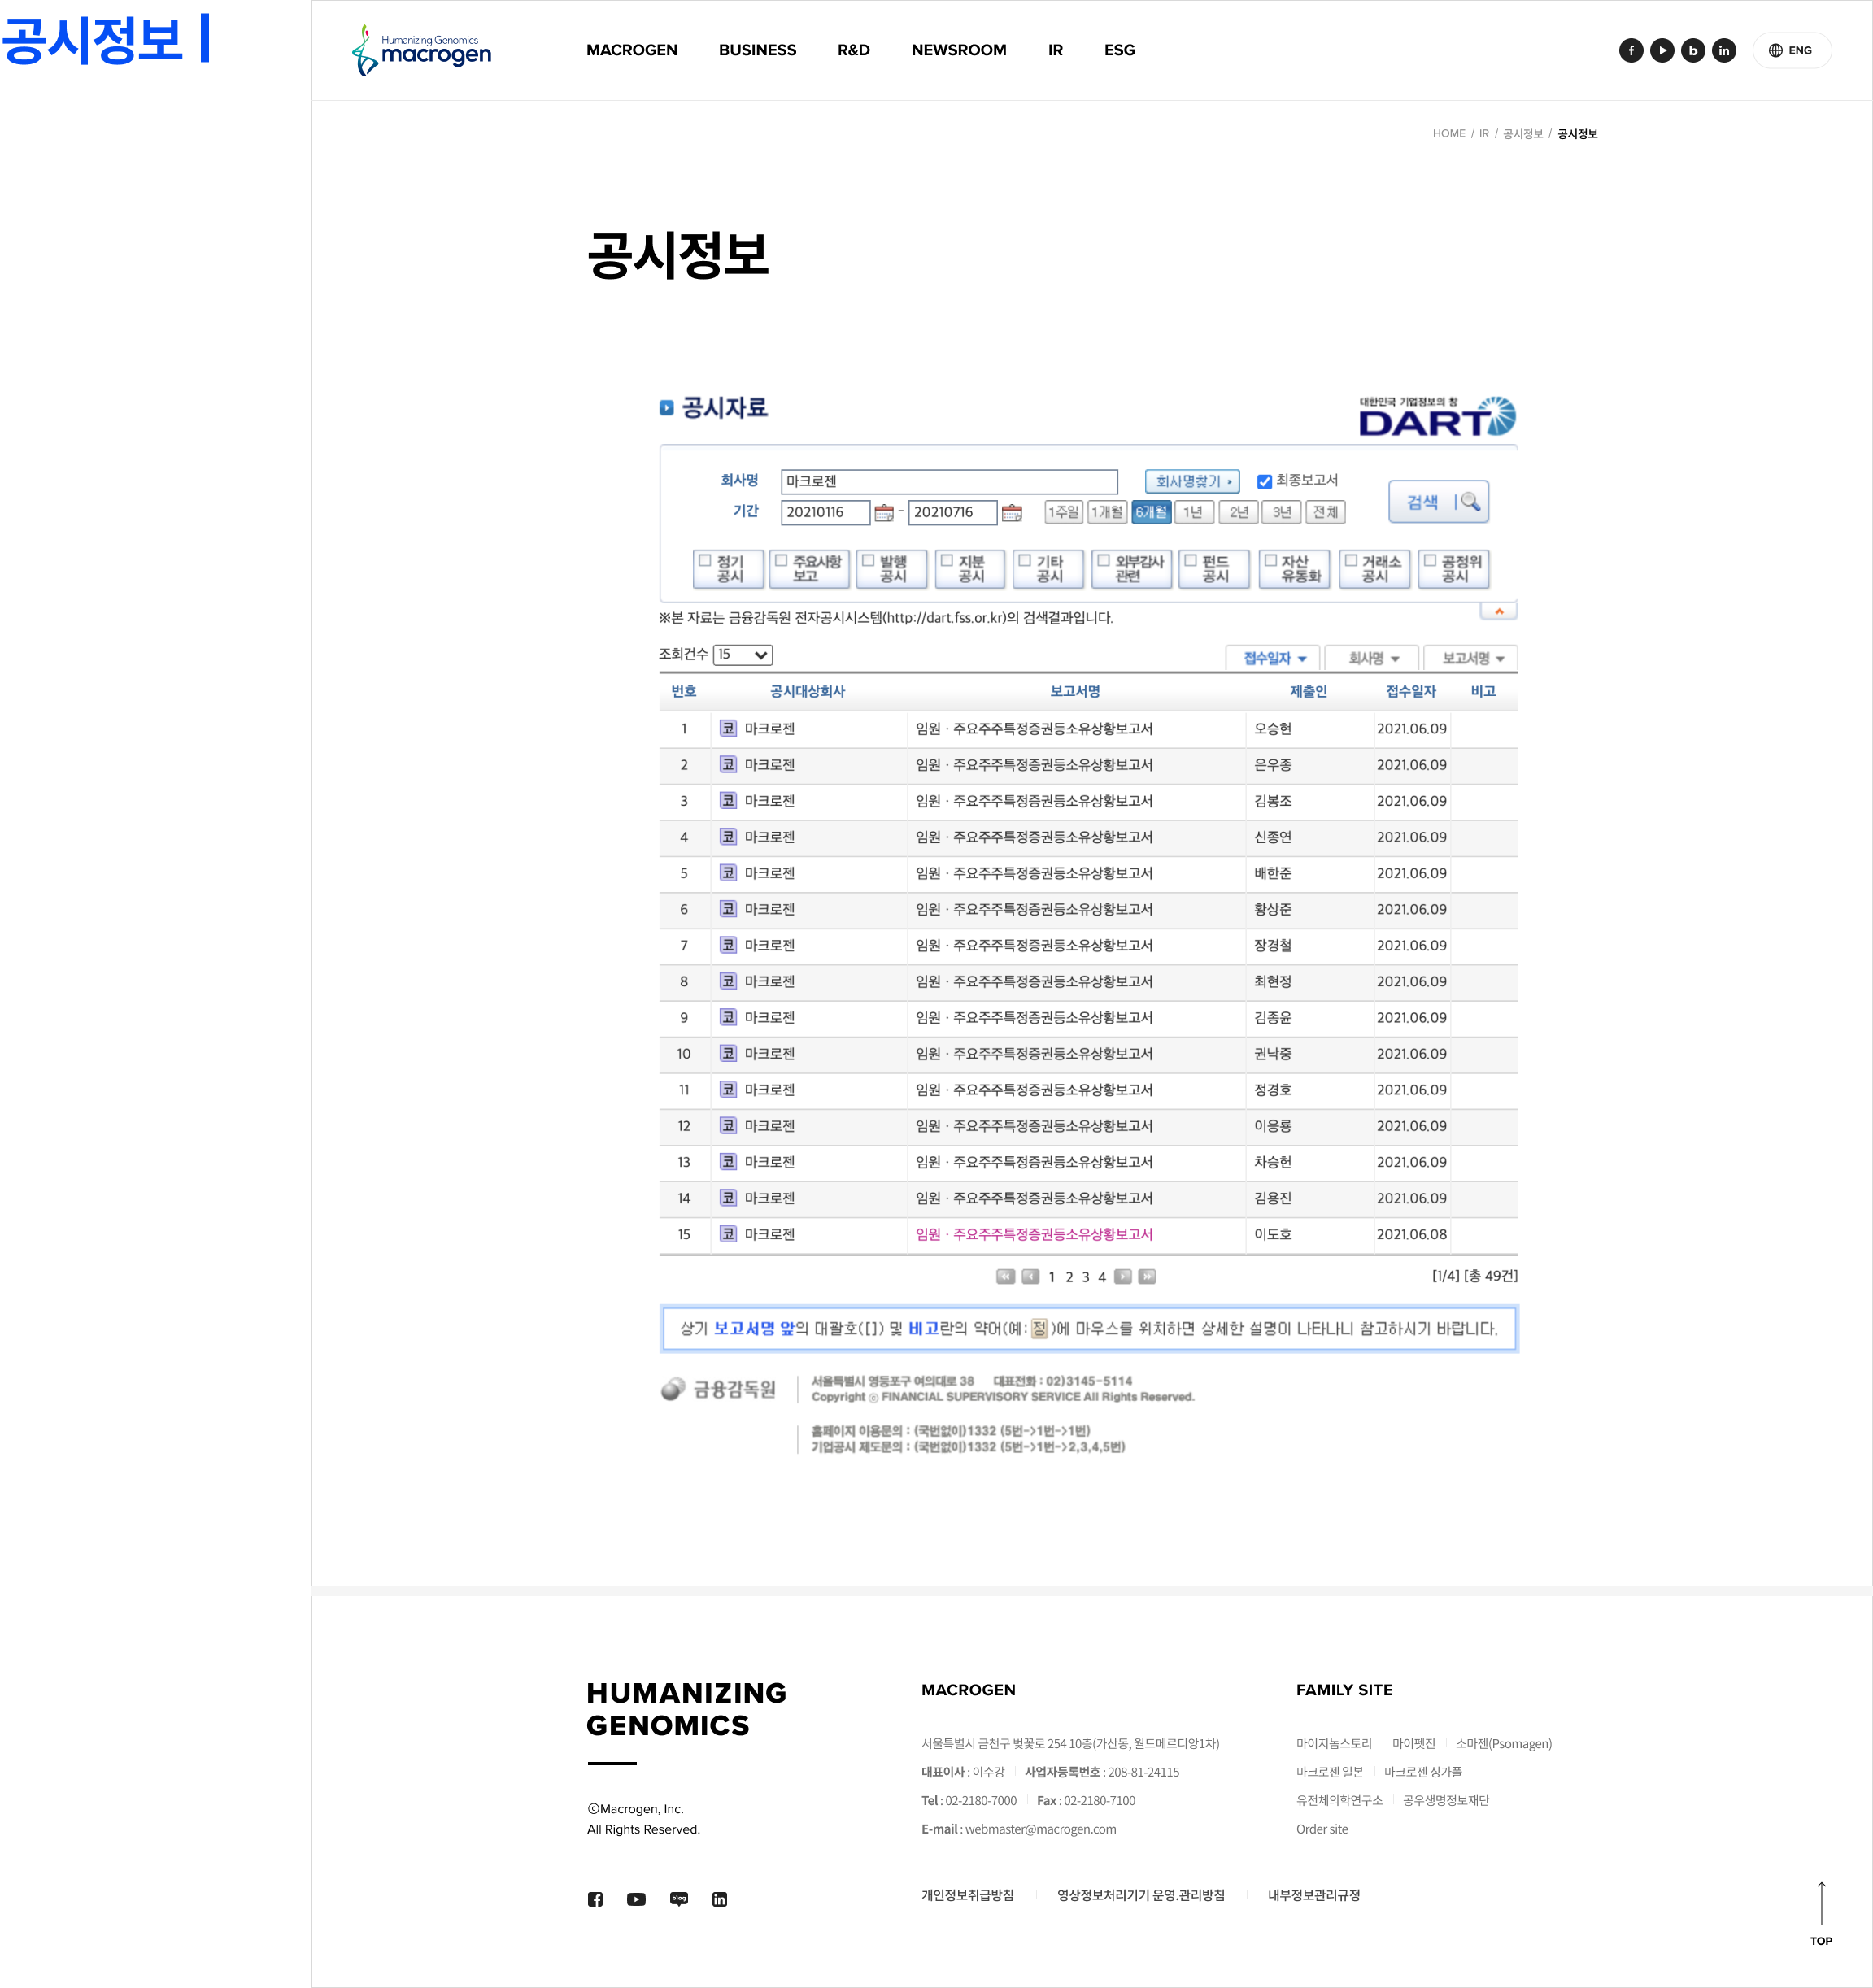 공시정보
Humanizing Genomics
macrogen
MACROGEN BUSINESS R&D NEWSROOM IR ESG
ENG
HOME / IR / 공시정보 / 공시정보
공시정보
공시자료
대한민국 기업정보의 창
DART
회사명 마크로젠 회사명찾기 최종보고서
기간 20210116 - 20210716 1주일 1개월 6개월 1년 2년 3년 전체
검색
정기공시 주요사항보고 발행공시 지분공시 기타공시 외부감사관련 펀드공시 자산유동화 거래소공시 공정위공시
※본 자료는 금융감독원 전자공시시스템(http://dart.fss.or.kr)의 검색결과입니다.
조회건수 15 접수일자 회사명 보고서명
번호 공시대상회사 보고서명 제출인 접수일자 비고
1 코 마크로젠 임원ㆍ주요주주특정증권등소유상황보고서 오승현 2021.06.09
2 코 마크로젠 임원ㆍ주요주주특정증권등소유상황보고서 은우종 2021.06.09
3 코 마크로젠 임원ㆍ주요주주특정증권등소유상황보고서 김봉조 2021.06.09
4 코 마크로젠 임원ㆍ주요주주특정증권등소유상황보고서 신종연 2021.06.09
5 코 마크로젠 임원ㆍ주요주주특정증권등소유상황보고서 배한준 2021.06.09
6 코 마크로젠 임원ㆍ주요주주특정증권등소유상황보고서 황상준 2021.06.09
7 코 마크로젠 임원ㆍ주요주주특정증권등소유상황보고서 장경철 2021.06.09
8 코 마크로젠 임원ㆍ주요주주특정증권등소유상황보고서 최현정 2021.06.09
9 코 마크로젠 임원ㆍ주요주주특정증권등소유상황보고서 김종윤 2021.06.09
10 코 마크로젠 임원ㆍ주요주주특정증권등소유상황보고서 권낙중 2021.06.09
11 코 마크로젠 임원ㆍ주요주주특정증권등소유상황보고서 정경호 2021.06.09
12 코 마크로젠 임원ㆍ주요주주특정증권등소유상황보고서 이응룡 2021.06.09
13 코 마크로젠 임원ㆍ주요주주특정증권등소유상황보고서 차승헌 2021.06.09
14 코 마크로젠 임원ㆍ주요주주특정증권등소유상황보고서 김용진 2021.06.09
15 코 마크로젠 임원ㆍ주요주주특정증권등소유상황보고서 이도호 2021.06.08
1 2 3 4 [1/4] [총 49건]
상기 보고서명 앞의 대괄호([]) 및 비고란의 약어(예:정)에 마우스를 위치하면 상세한 설명이 나타나니 참고하시기 바랍니다.
금융감독원
서울특별시 영등포구 여의대로 38 대표전화 : 02)3145-5114
Copyright ⓒ FINANCIAL SUPERVISORY SERVICE All Rights Reserved.
홈페이지 이용문의 : (국번없이)1332 (5번->1번->1번)
기업공시 제도문의 : (국번없이)1332 (5번->1번->2,3,4,5번)
HUMANIZING
GENOMICS
ⓒMacrogen, Inc.
All Rights Reserved.
blog
MACROGEN
서울특별시 금천구 벚꽃로 254 10층(가산동, 월드메르디앙1차)
대표이사 : 이수강 사업자등록번호 : 208-81-24115
Tel : 02-2180-7000 Fax : 02-2180-7100
E-mail : webmaster@macrogen.com
FAMILY SITE
마이지놈스토리 마이펫진 소마젠(Psomagen)
마크로젠 일본 마크로젠 싱가폴
유전체의학연구소 공우생명정보재단
Order site
개인정보취급방침 영상정보처리기기 운영.관리방침 내부정보관리규정
TOP